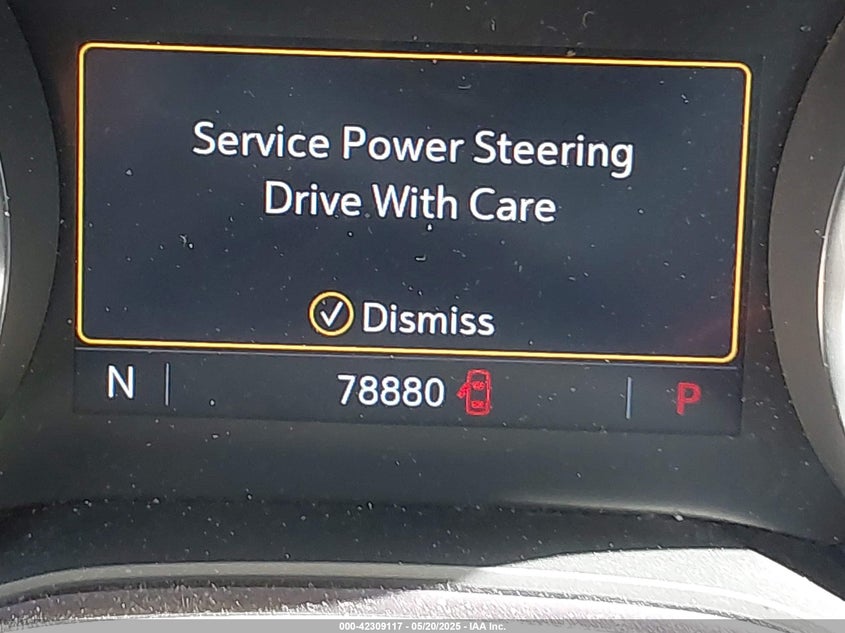 Service Power Steering
Drive With Care
Dismiss
N 78880 P
000-42309117 - 05/20/2025 - IAA Inc.